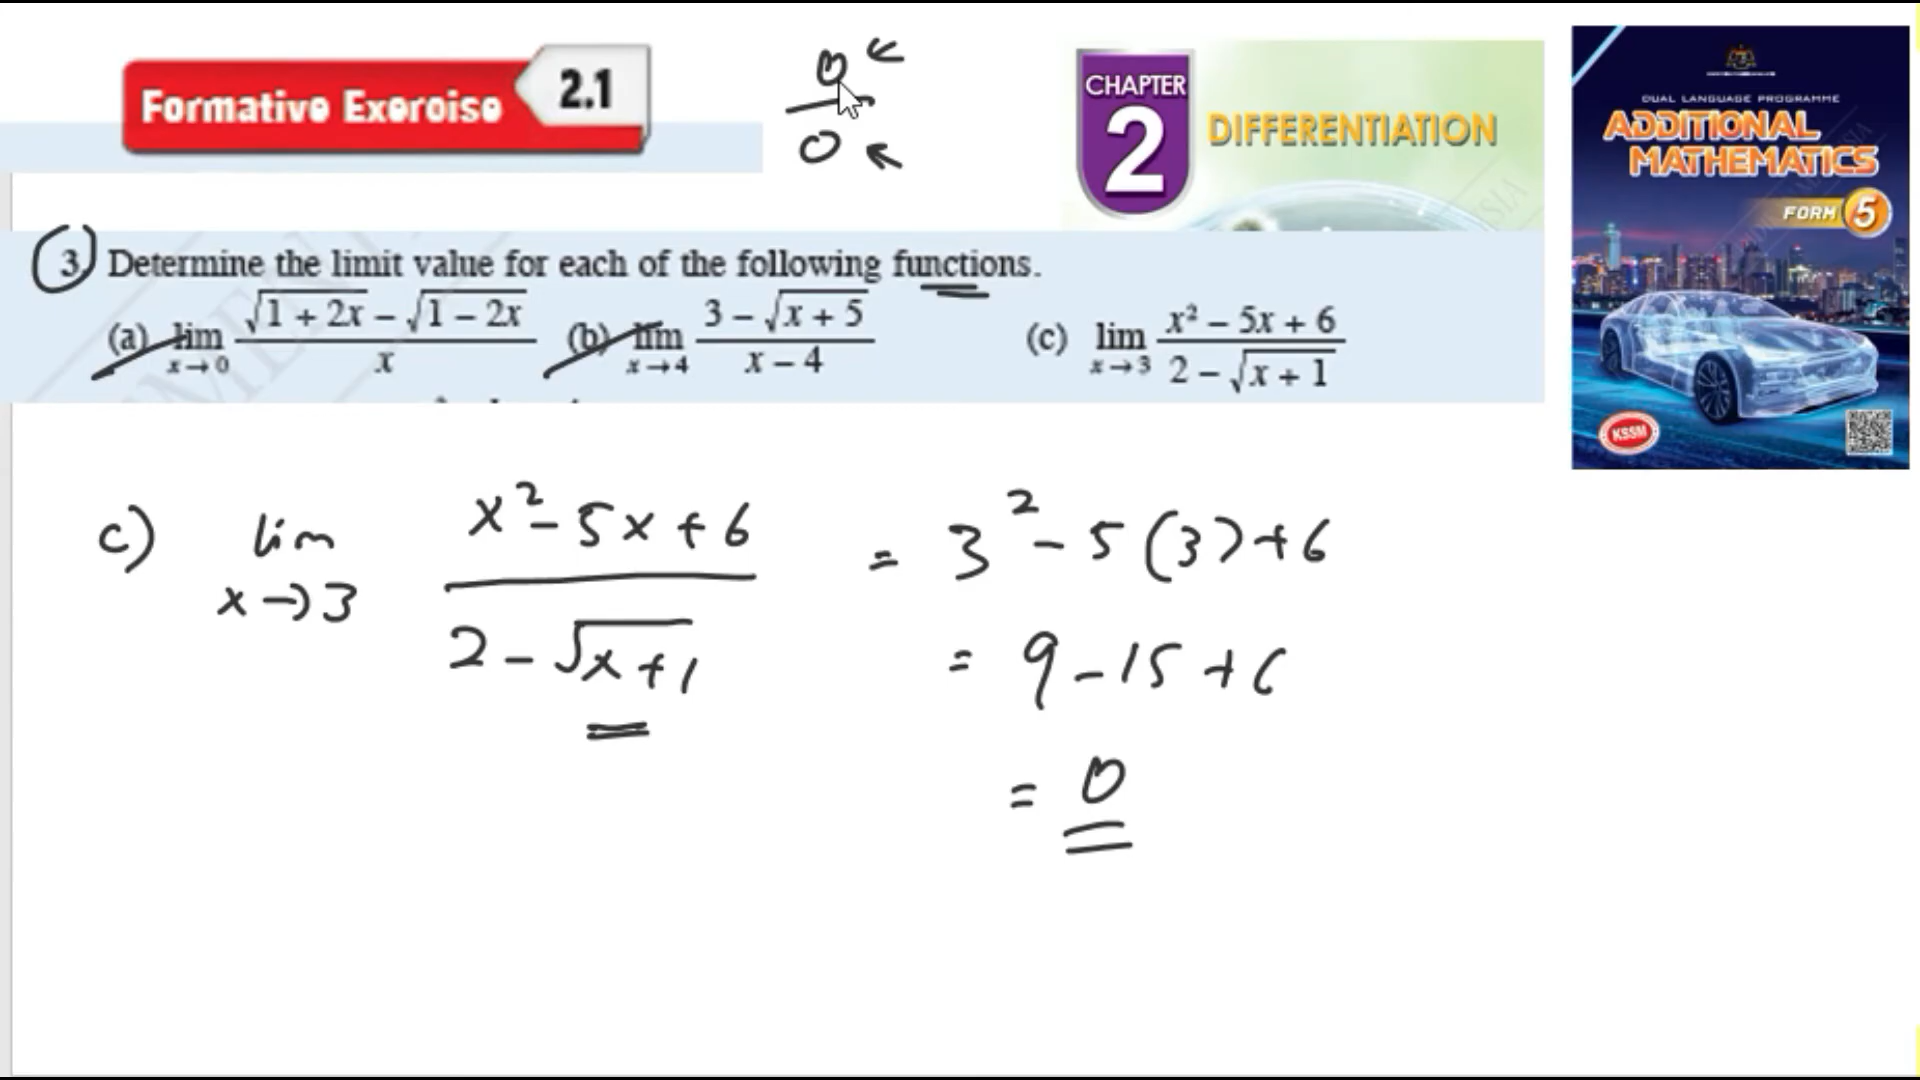 Formative Exercise 2.1
0 ←
0 ←
CHAPTER
2
DIFFERENTIATION
DUAL LANGUAGE PROGRAMME
ADDITIONAL
MATHEMATICS
FORM 5
KSSM
3. Determine the limit value for each of the following functions.
(a) lim x→0 (√(1 + 2x) – √(1 – 2x)) / x
(b) lim x→4 (3 – √(x + 5)) / (x – 4)
(c) lim x→3 (x² – 5x + 6) / (2 – √(x + 1))
c) lim x→3 (x² - 5x + 6) / (2 - √(x + 1))
= 3² - 5(3) + 6
= 9 - 15 + 6
= 0